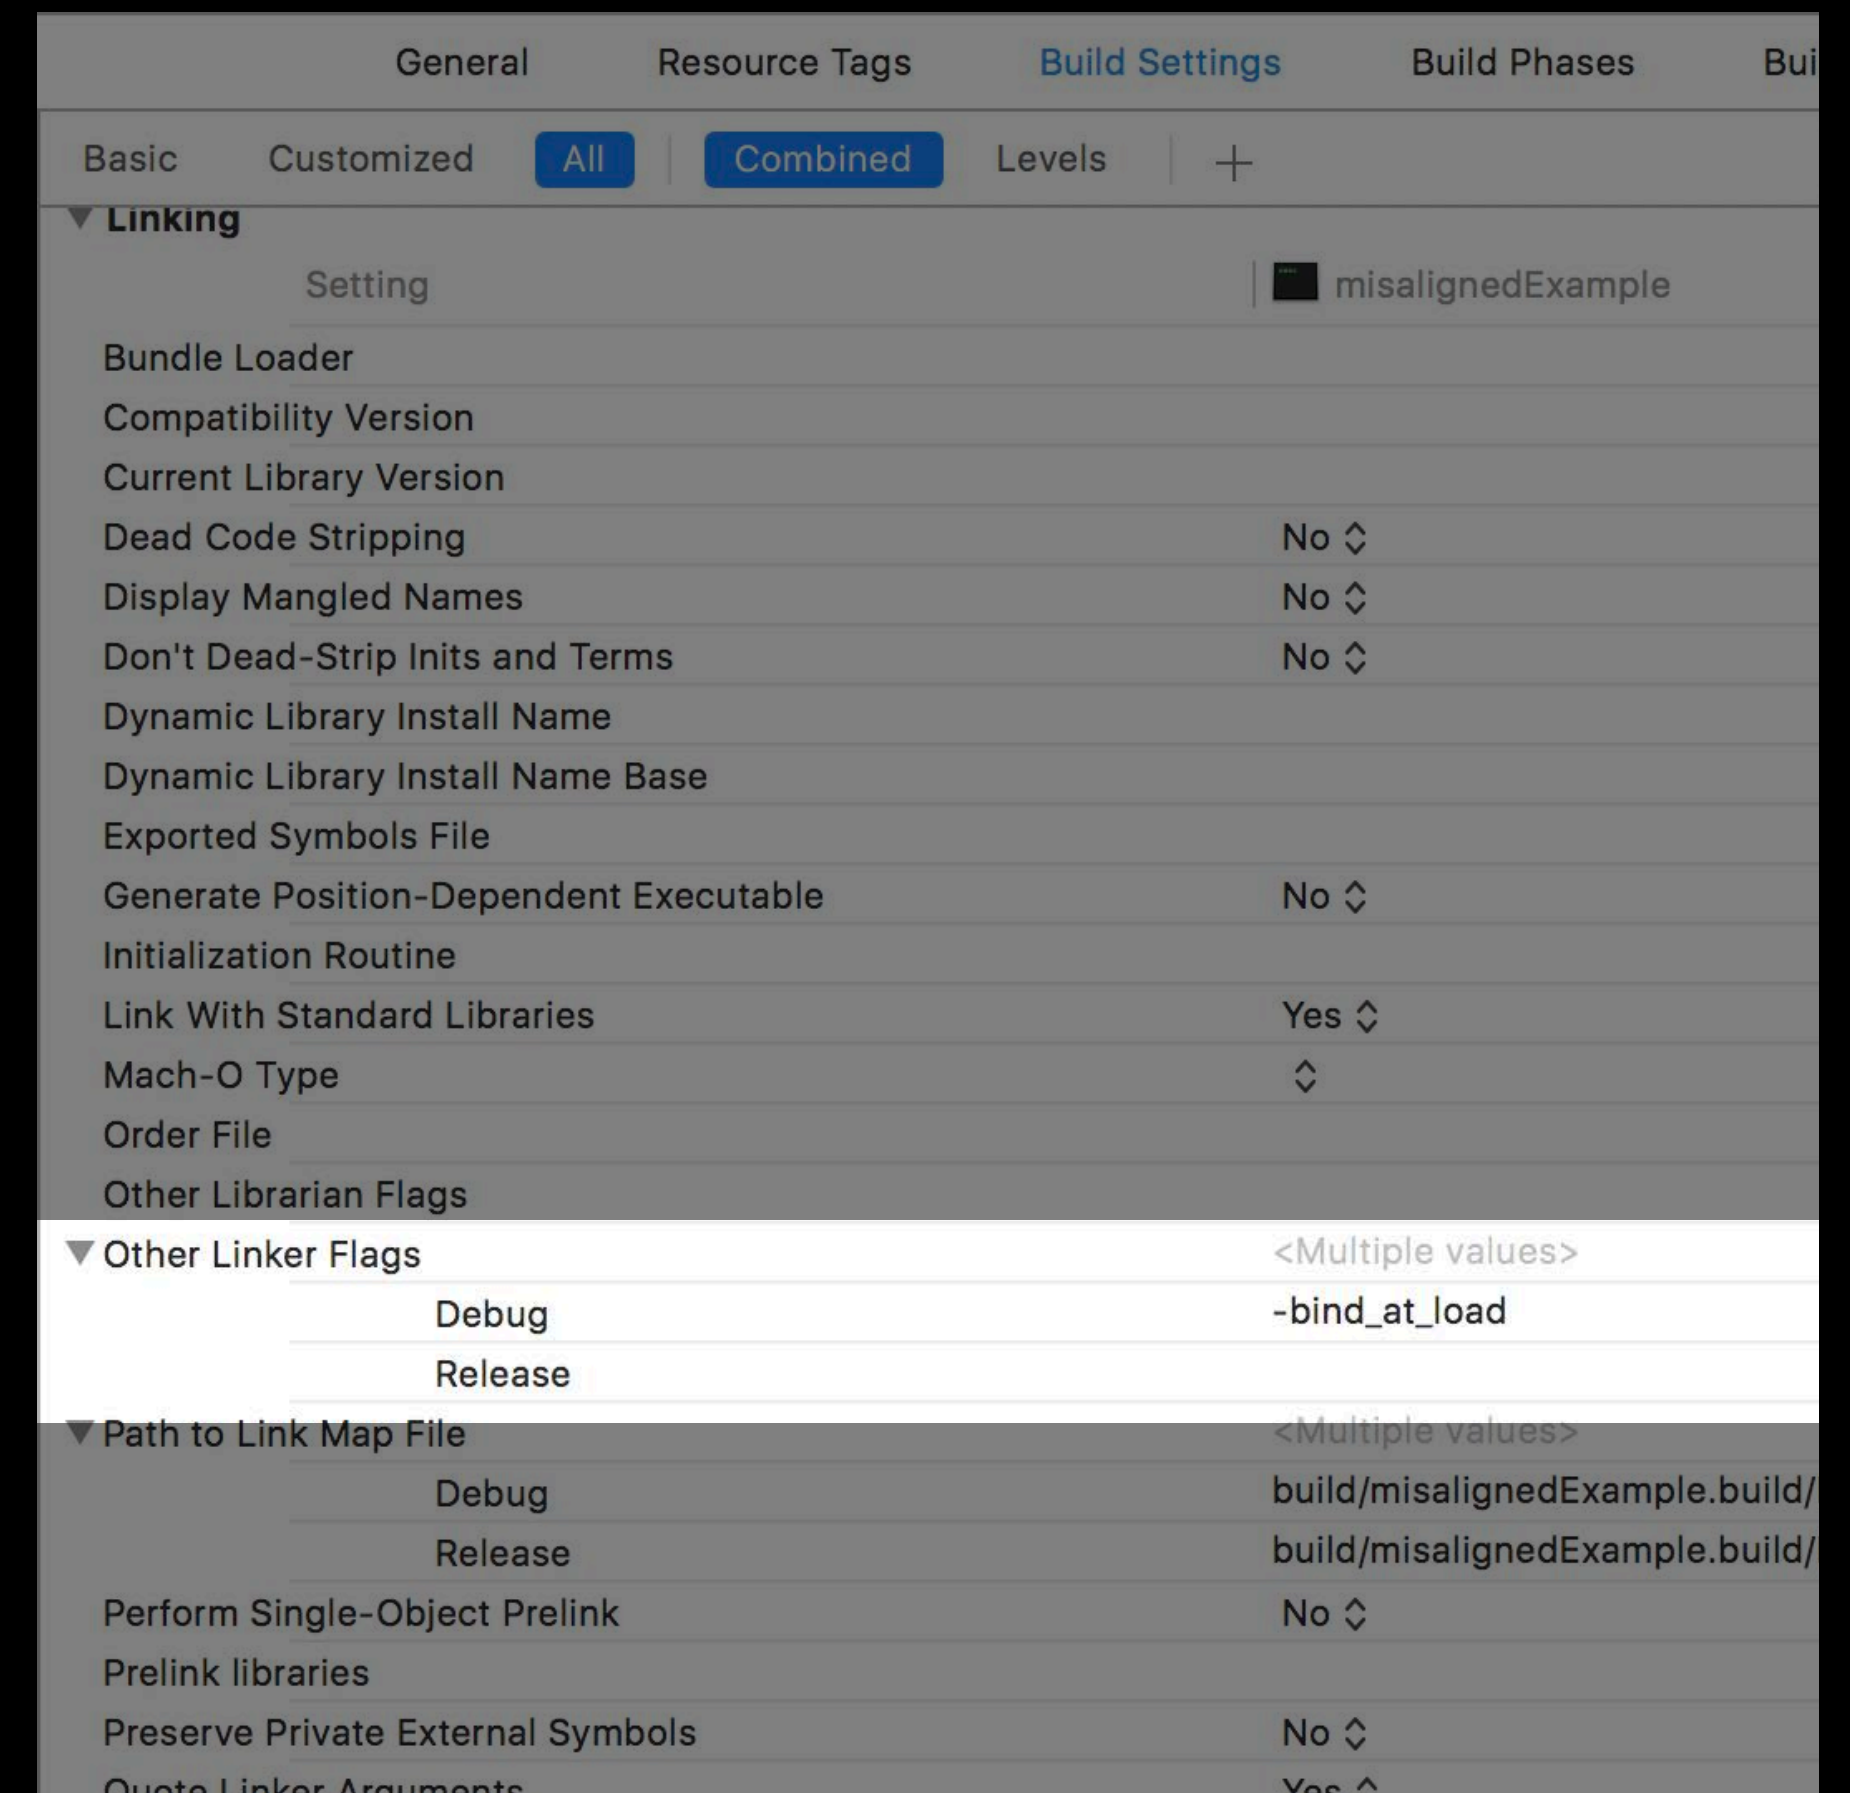 General Resource Tags Build Settings Build Phases Bui
Basic Customized All Combined Levels +
Linking
Setting misalignedExample
Bundle Loader
Compatibility Version
Current Library Version
Dead Code Stripping No
Display Mangled Names No
Don't Dead-Strip Inits and Terms No
Dynamic Library Install Name
Dynamic Library Install Name Base
Exported Symbols File
Generate Position-Dependent Executable No
Initialization Routine
Link With Standard Libraries Yes
Mach-O Type
Order File
Other Librarian Flags
Other Linker Flags <Multiple values>
Debug -bind_at_load
Release
Path to Link Map File <Multiple values>
Debug build/misalignedExample.build/
Release build/misalignedExample.build/
Perform Single-Object Prelink No
Prelink libraries
Preserve Private External Symbols No
Quote Linker Arguments Yes